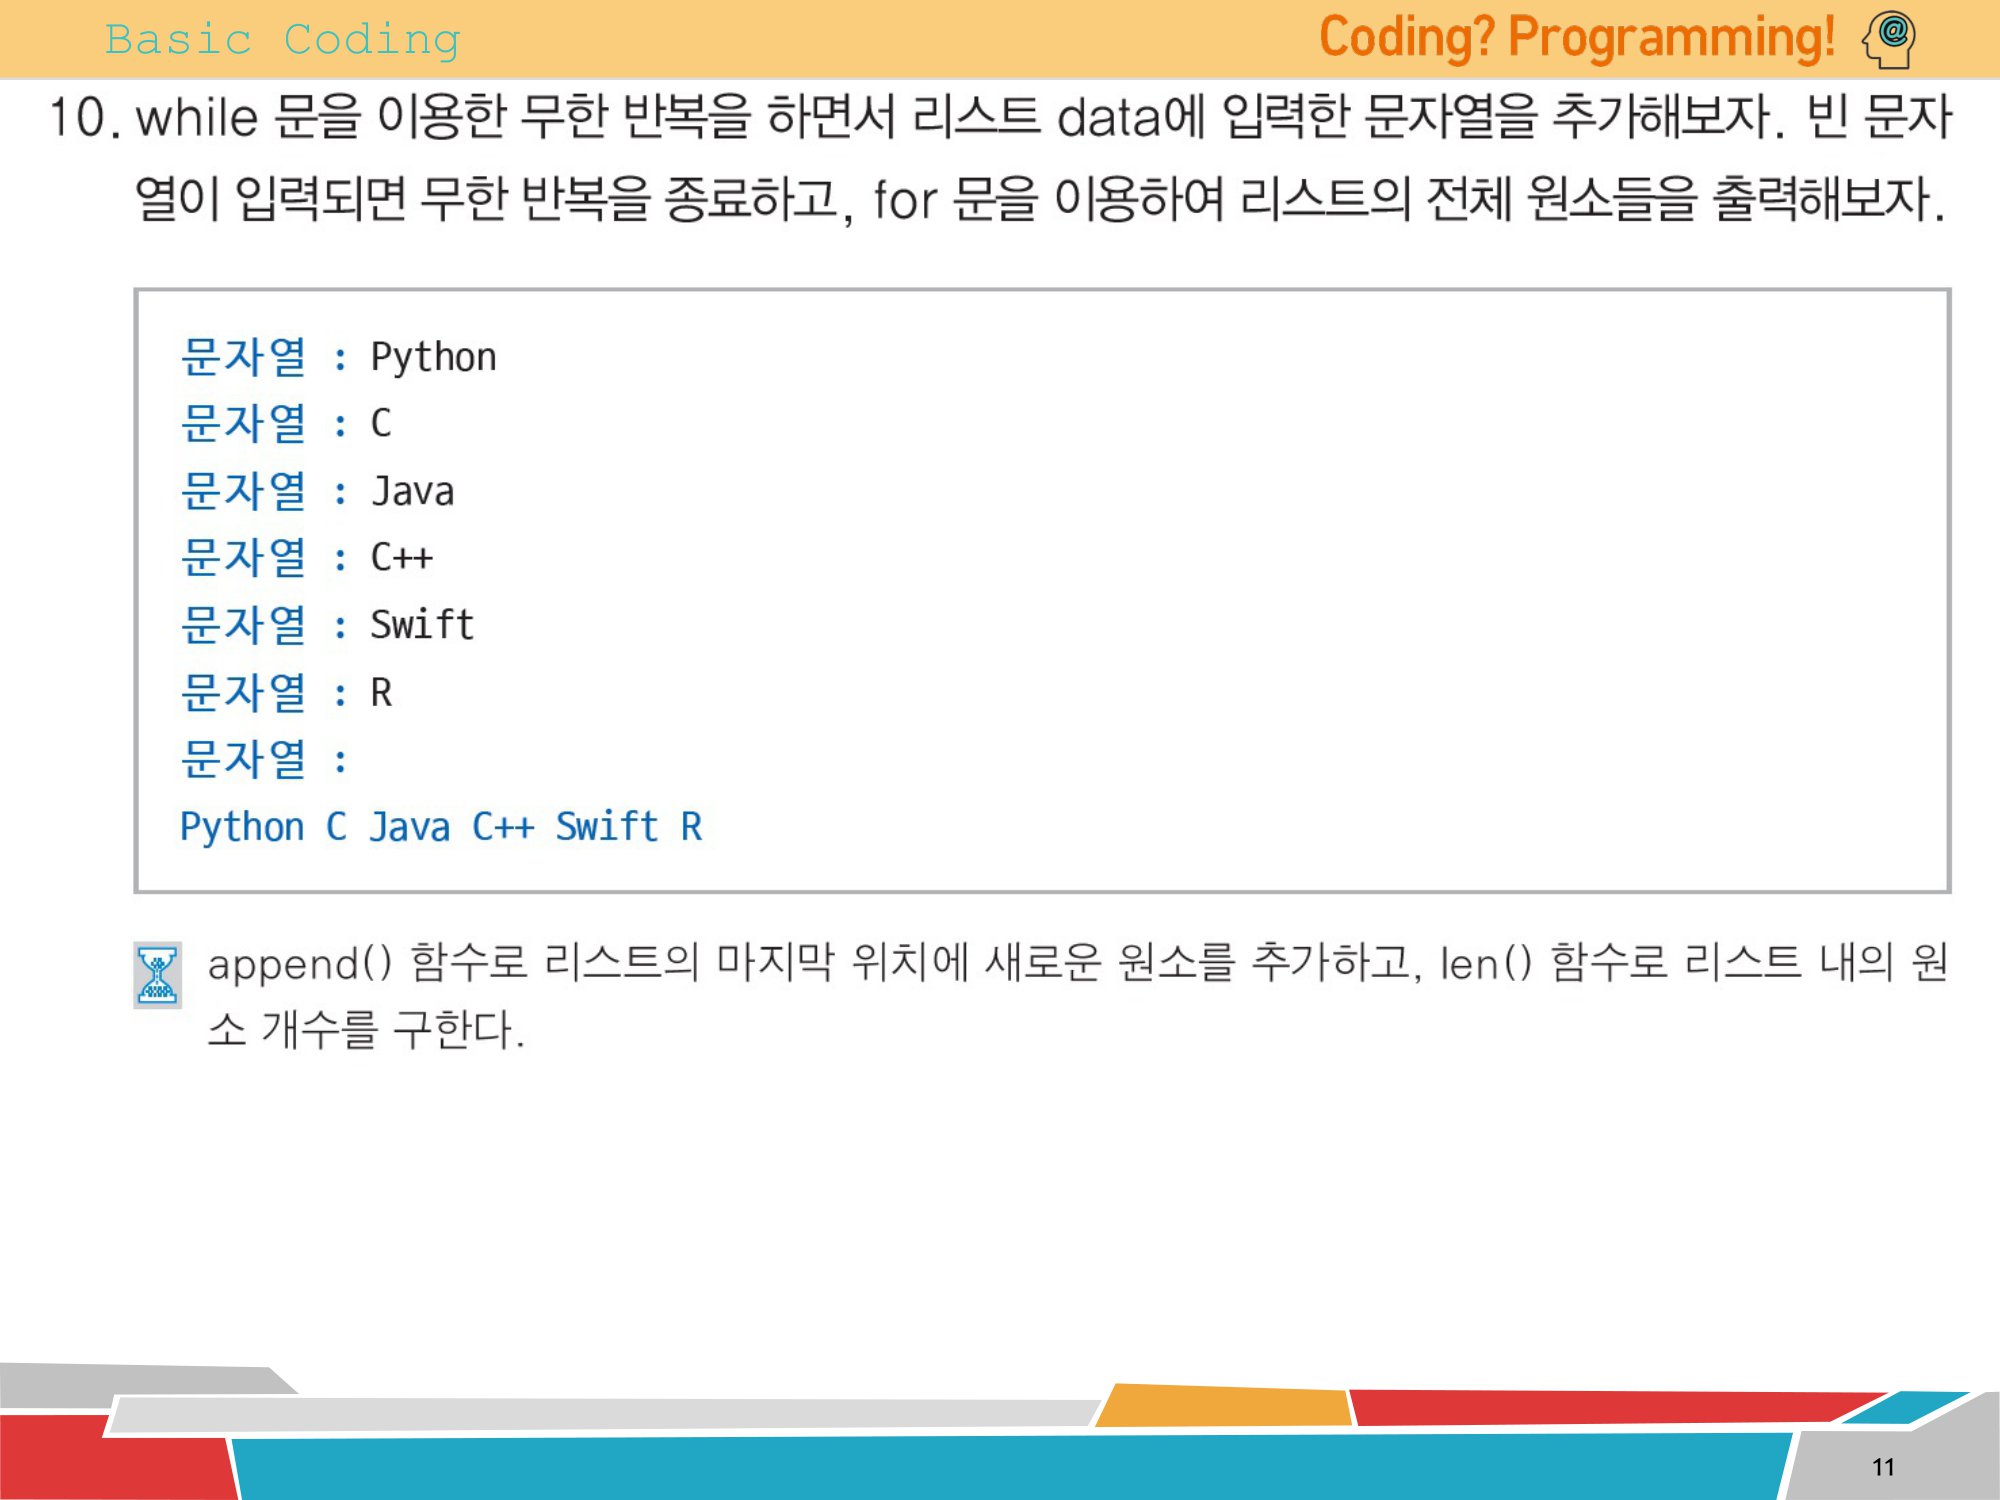 Basic Coding
Coding? Programming!
10. while 문을 이용한 무한 반복을 하면서 리스트 data에 입력한 문자열을 추가해보자. 빈 문자
열이 입력되면 무한 반복을 종료하고, for 문을 이용하여 리스트의 전체 원소들을 출력해보자.
문자열 : Python
문자열 : C
문자열 : Java
문자열 : C++
문자열 : Swift
문자열 : R
문자열 :
Python C Java C++ Swift R
append() 함수로 리스트의 마지막 위치에 새로운 원소를 추가하고, len() 함수로 리스트 내의 원
소 개수를 구한다.
11